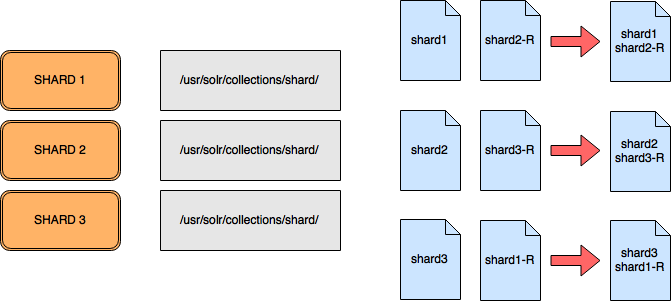 SHARD 1
/usr/solr/collections/shard/
SHARD 2
/usr/solr/collections/shard/
SHARD 3
/usr/solr/collections/shard/
shard1
shard2-R
shard1
shard2-R
shard2
shard3-R
shard2
shard3-R
shard3
shard1-R
shard3
shard1-R